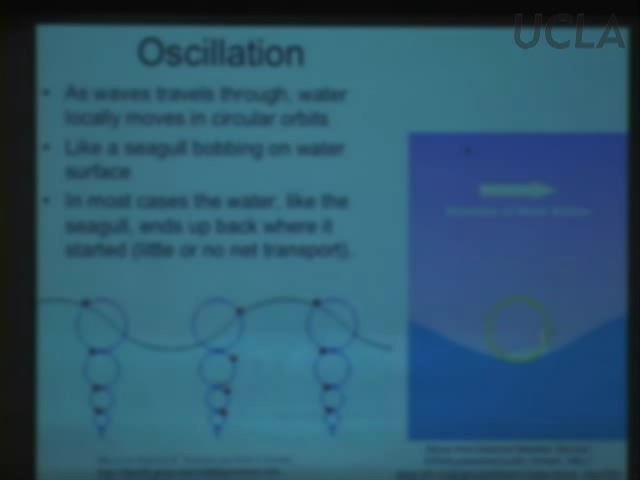 UCLA
Oscillation
• As waves travels through, water
locally moves in circular orbits
• Like a seagull bobbing on water
surface
• In most cases the water, like the
seagull, ends up back where it
started (little or no net transport).